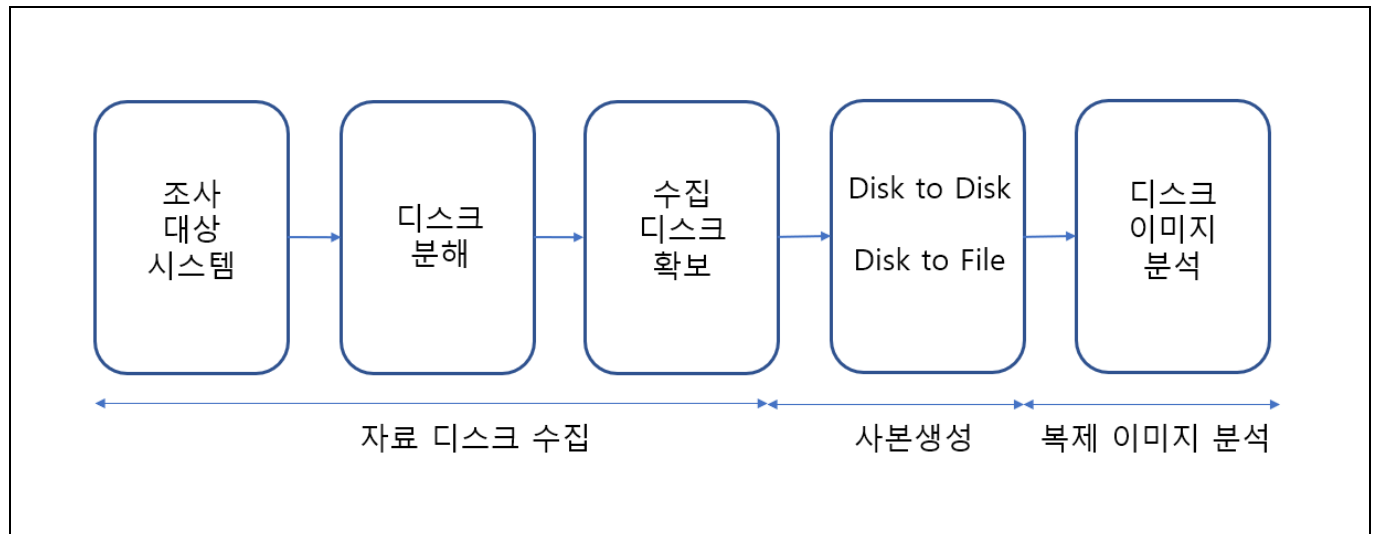 조사
대상
시스템
디스크
분해
수집
디스크
확보
Disk to Disk
Disk to File
디스크
이미지
분석
자료 디스크 수집
사본생성
복제 이미지 분석